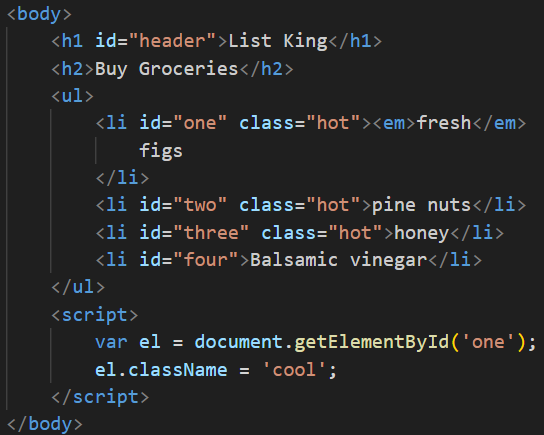 <body>
    <h1 id="header">List King</h1>
    <h2>Buy Groceries</h2>
    <ul>
        <li id="one" class="hot"><em>fresh</em>
            figs
        </li>
        <li id="two" class="hot">pine nuts</li>
        <li id="three" class="hot">honey</li>
        <li id="four">Balsamic vinegar</li>
    </ul>
    <script>
        var el = document.getElementById('one');
        el.className = 'cool';
    </script>
</body>